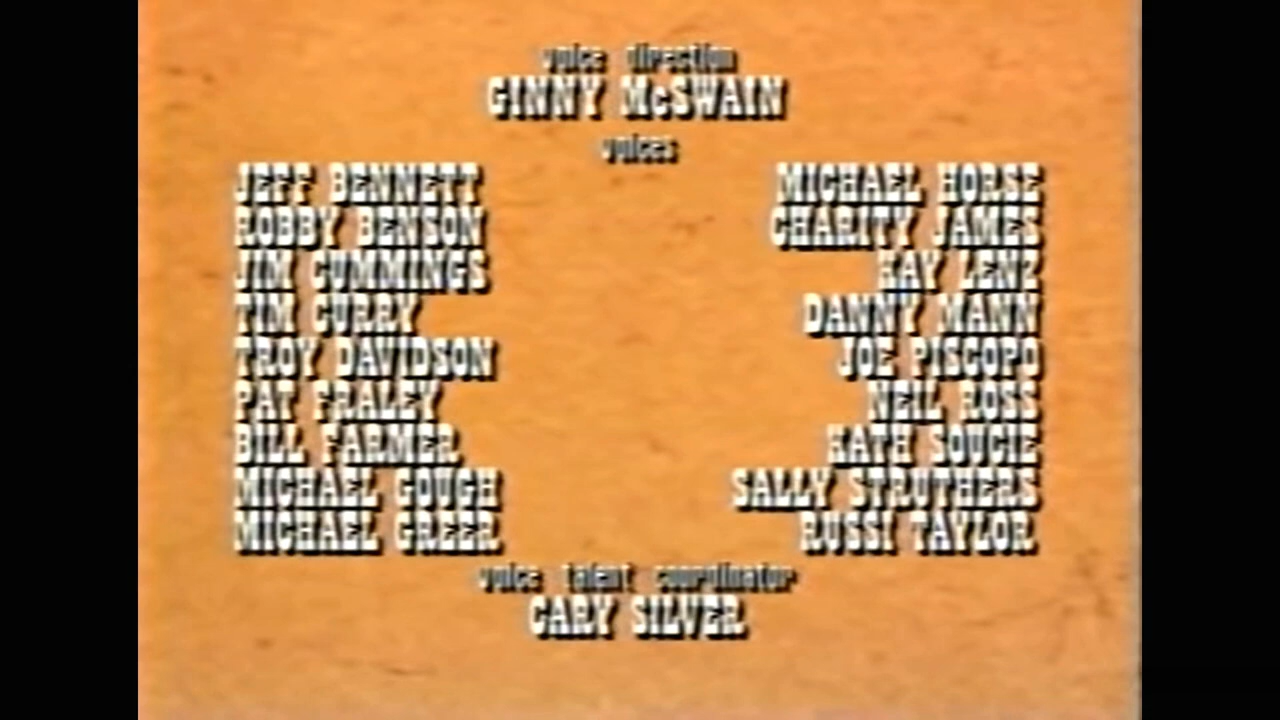 voice direction
GINNY McSWAIN
voices
JEFF BENNETT
ROBBY BENSON
JIM CUMMINGS
TIM CURRY
TROY DAVIDSON
PAT FRALEY
BILL FARMER
MICHAEL GOUGH
MICHAEL GREER
MICHAEL HORSE
CHARITY JAMES
KAY LENZ
DANNY MANN
JOE PISCOPO
NEIL ROSS
KATH SOUCIE
SALLY STRUTHERS
RUSSI TAYLOR
voice talent coordinator
CARY SILVER